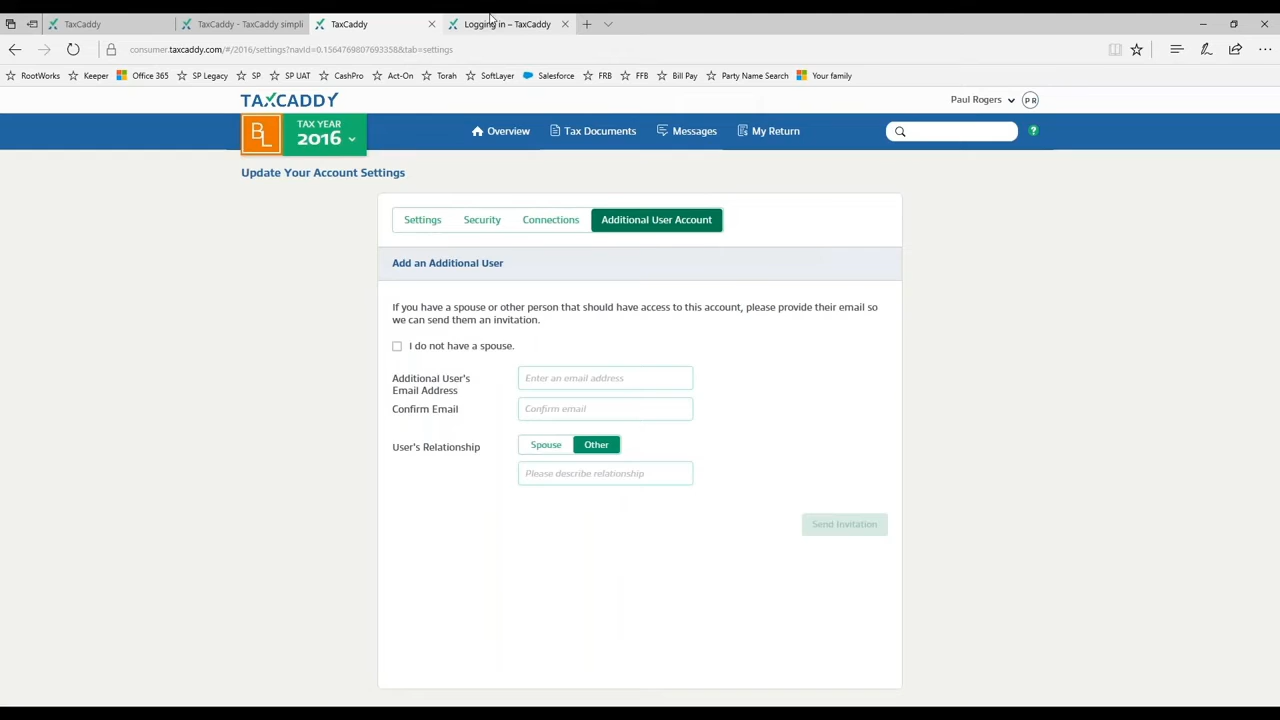 TaxCaddy
TaxCaddy - TaxCaddy simpli
TaxCaddy
Logging in – TaxCaddy
consumer.taxcaddy.com/#/2016/settings?navId=0.1564769807693358&tab=settings
RootWorks
Keeper
Office 365
SP Legacy
SP
SP UAT
CashPro
Act-On
Torah
SoftLayer
Salesforce
FRB
FFB
Bill Pay
Party Name Search
Your family
TAXCADDY
Paul Rogers
PR
BL
TAX YEAR
2016
Overview
Tax Documents
Messages
My Return
?
Update Your Account Settings
Settings
Security
Connections
Additional User Account
Add an Additional User
If you have a spouse or other person that should have access to this account, please provide their email so
we can send them an invitation.
I do not have a spouse.
Additional User's
Email Address
Enter an email address
Confirm Email
Confirm email
User's Relationship
Spouse
Other
Please describe relationship
Send Invitation